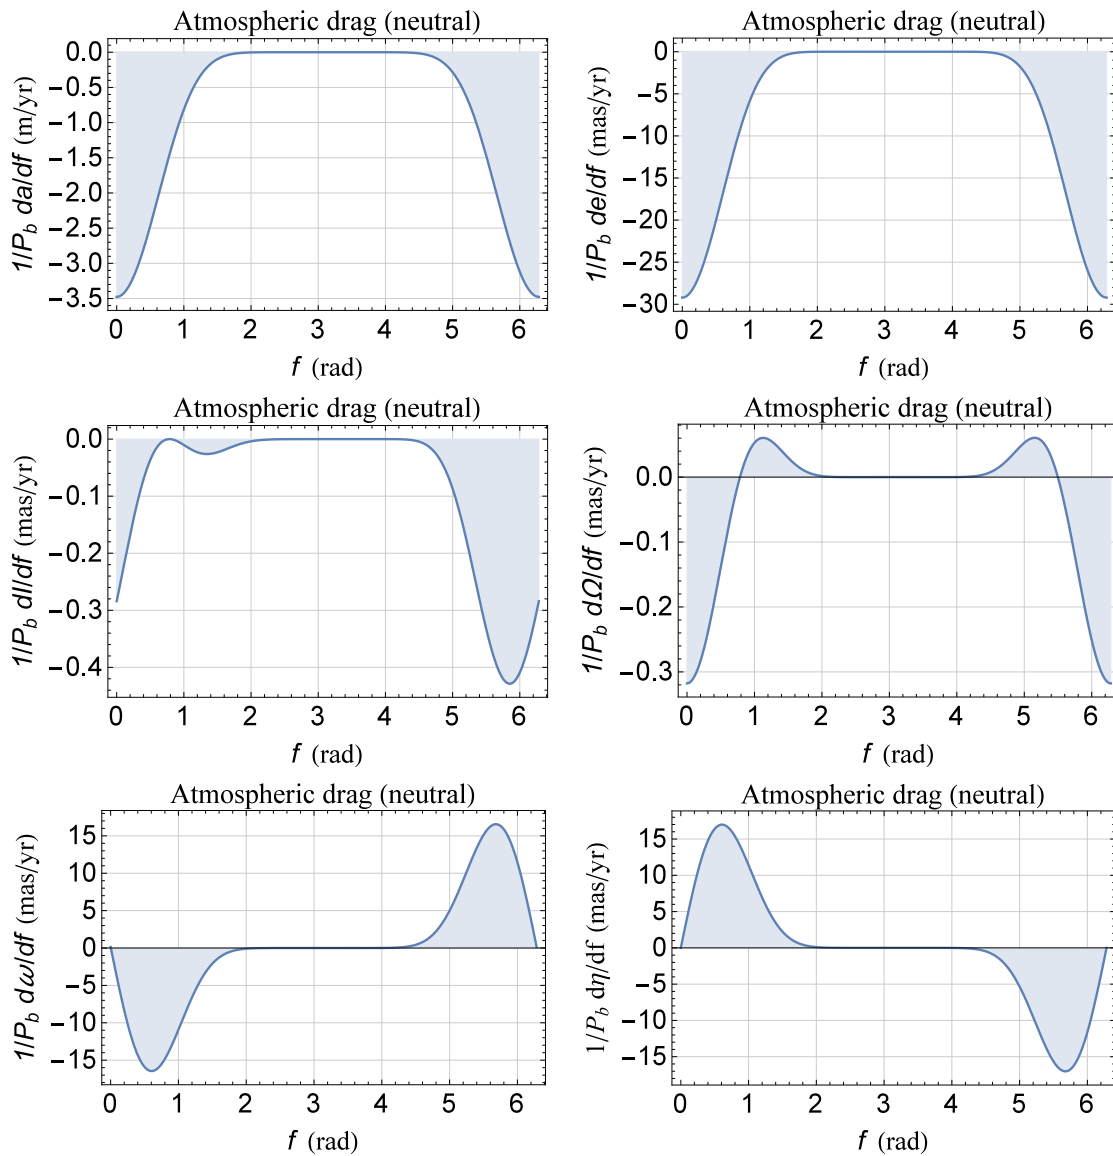 Atmospheric drag (neutral)
1/P_b da/df (m/yr)
0.0
−0.5
−1.0
−1.5
−2.0
−2.5
−3.0
−3.5
0 1 2 3 4 5 6
f (rad)
Atmospheric drag (neutral)
1/P_b de/df (mas/yr)
0
−5
−10
−15
−20
−25
−30
0 1 2 3 4 5 6
f (rad)
Atmospheric drag (neutral)
1/P_b dI/df (mas/yr)
0.0
−0.1
−0.2
−0.3
−0.4
0 1 2 3 4 5 6
f (rad)
Atmospheric drag (neutral)
1/P_b dΩ/df (mas/yr)
0.0
−0.1
−0.2
−0.3
0 1 2 3 4 5 6
f (rad)
Atmospheric drag (neutral)
1/P_b dω/df (mas/yr)
15
10
5
0
−5
−10
−15
0 1 2 3 4 5 6
f (rad)
Atmospheric drag (neutral)
1/P_b dη/df (mas/yr)
15
10
5
0
−5
−10
−15
0 1 2 3 4 5 6
f (rad)